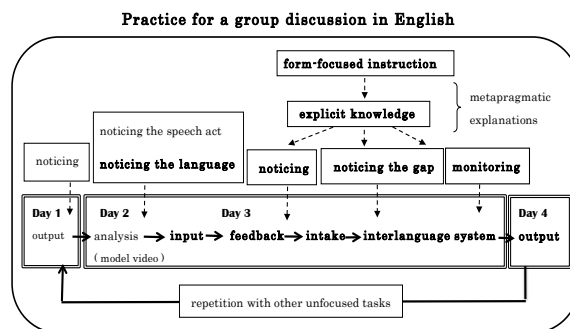 Practice for a group discussion in English
form-focused instruction
explicit knowledge
metapragmatic
explanations
noticing the speech act
noticing the language
noticing
noticing
noticing the gap
monitoring
Day 1
Day 2
Day 3
Day 4
output
analysis
input
feedback
intake
interlanguage system
output
( model video )
repetition with other unfocused tasks